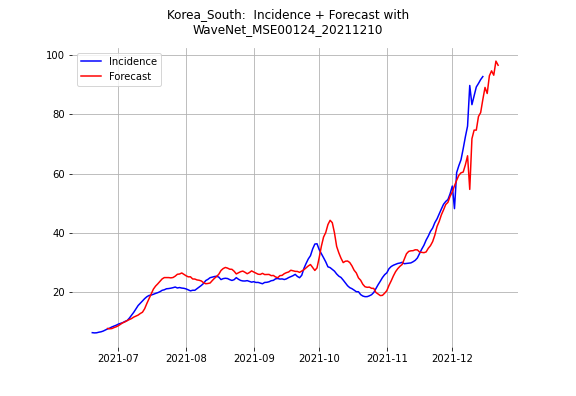 Korea_South:  Incidence + Forecast with
WaveNet_MSE00124_20211210
Incidence
Forecast
100
80
60
40
20
2021-07
2021-08
2021-09
2021-10
2021-11
2021-12